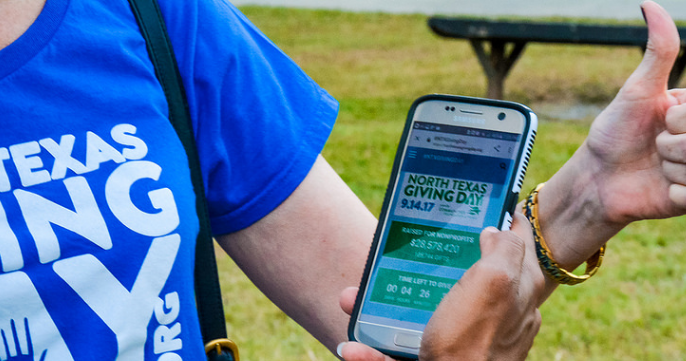 TEXAS
ING
AY
ORG
SAMSUNG
NORTH TEXAS
GIVING DAY
9.14.17
RAISED FOR NONPROFITS
$28,578,420
TIME LEFT TO GIVE
00 04 26